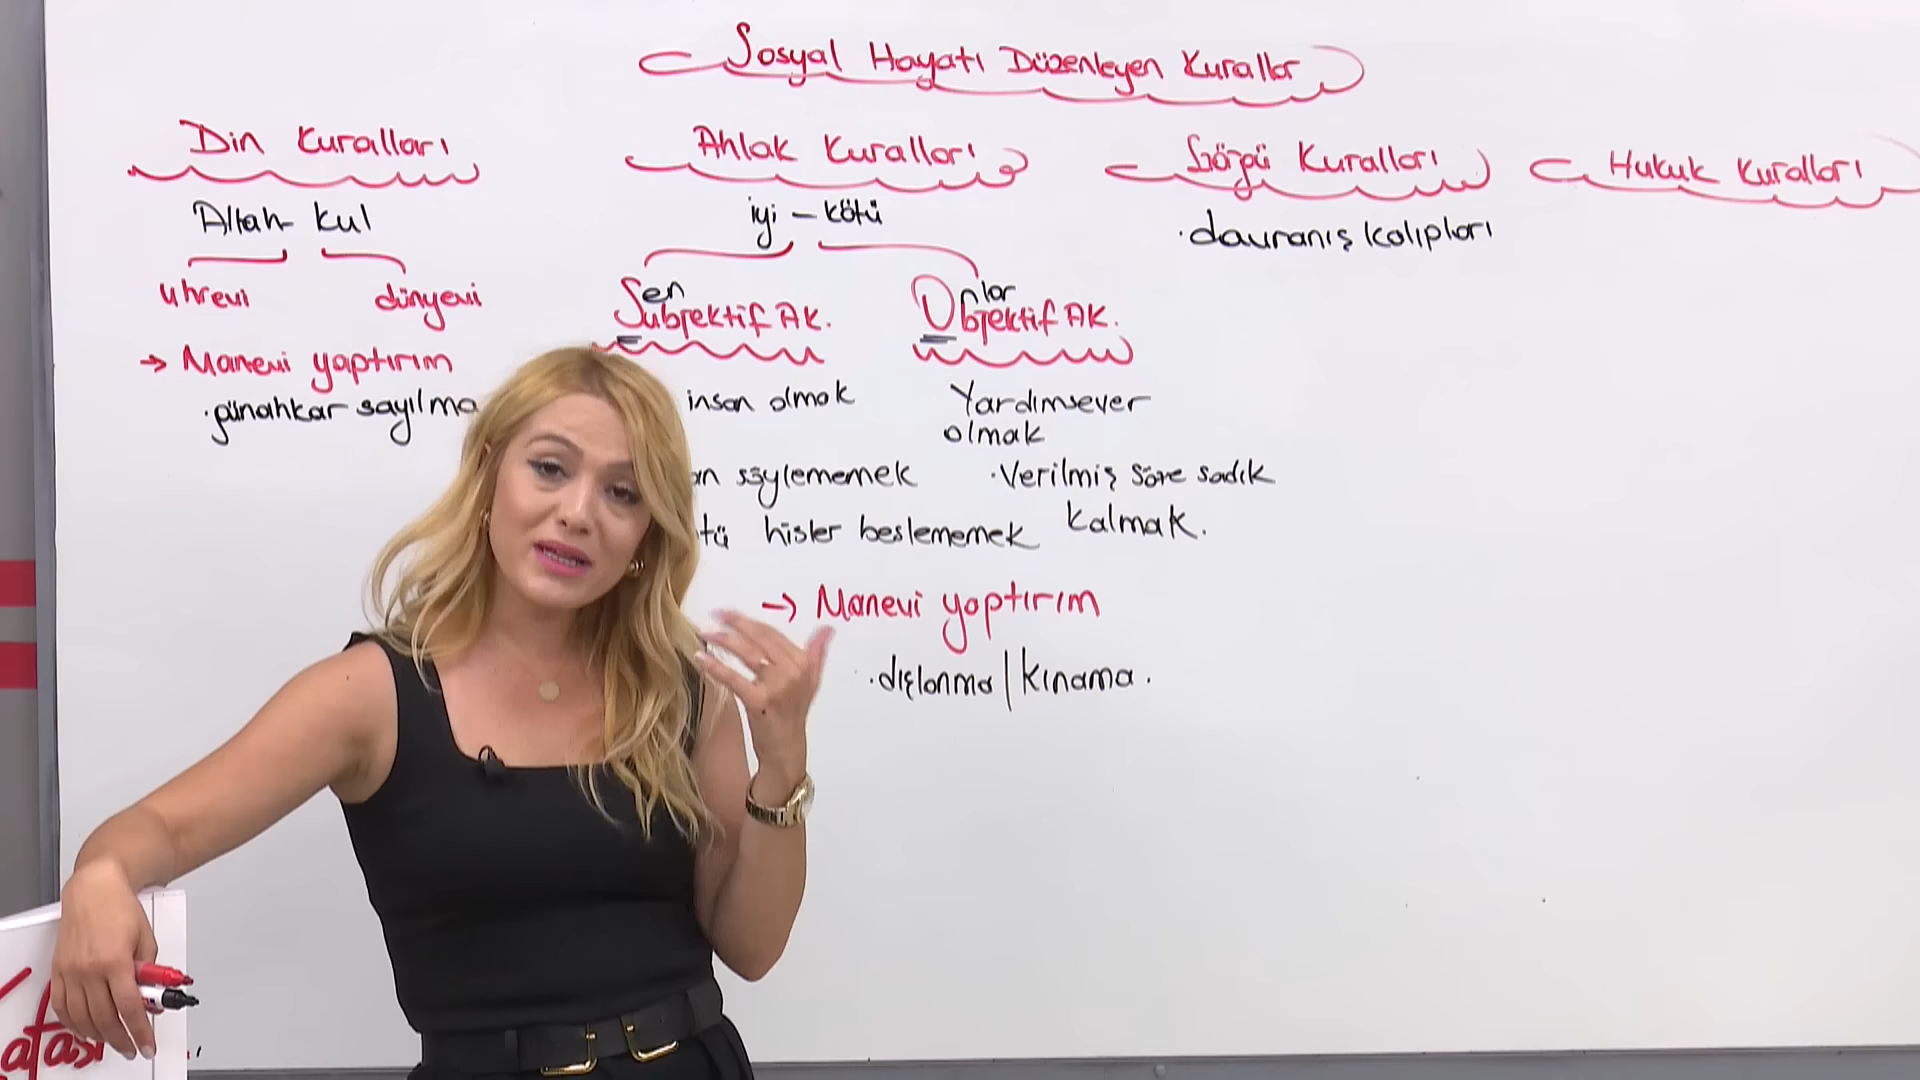 Sosyal Hayatı Düzenleyen Kurallar
Din Kuralları
Allah kul
uhrevi dünyevi
→ Manevi yaptırım
. günahkar sayılma
Ahlak Kuralları
iyi – kötü
Sen Onlar
Subjektif AK. Objektif AK.
insan olmak
söylememek
hisler beslememek
Yardımsever
olmak
. Verilmiş söze sadık
kalmak.
→ Manevi yaptırım
. dışlanma / kınama.
Görgü Kuralları
. davranış kalıpları
Hukuk Kuralları